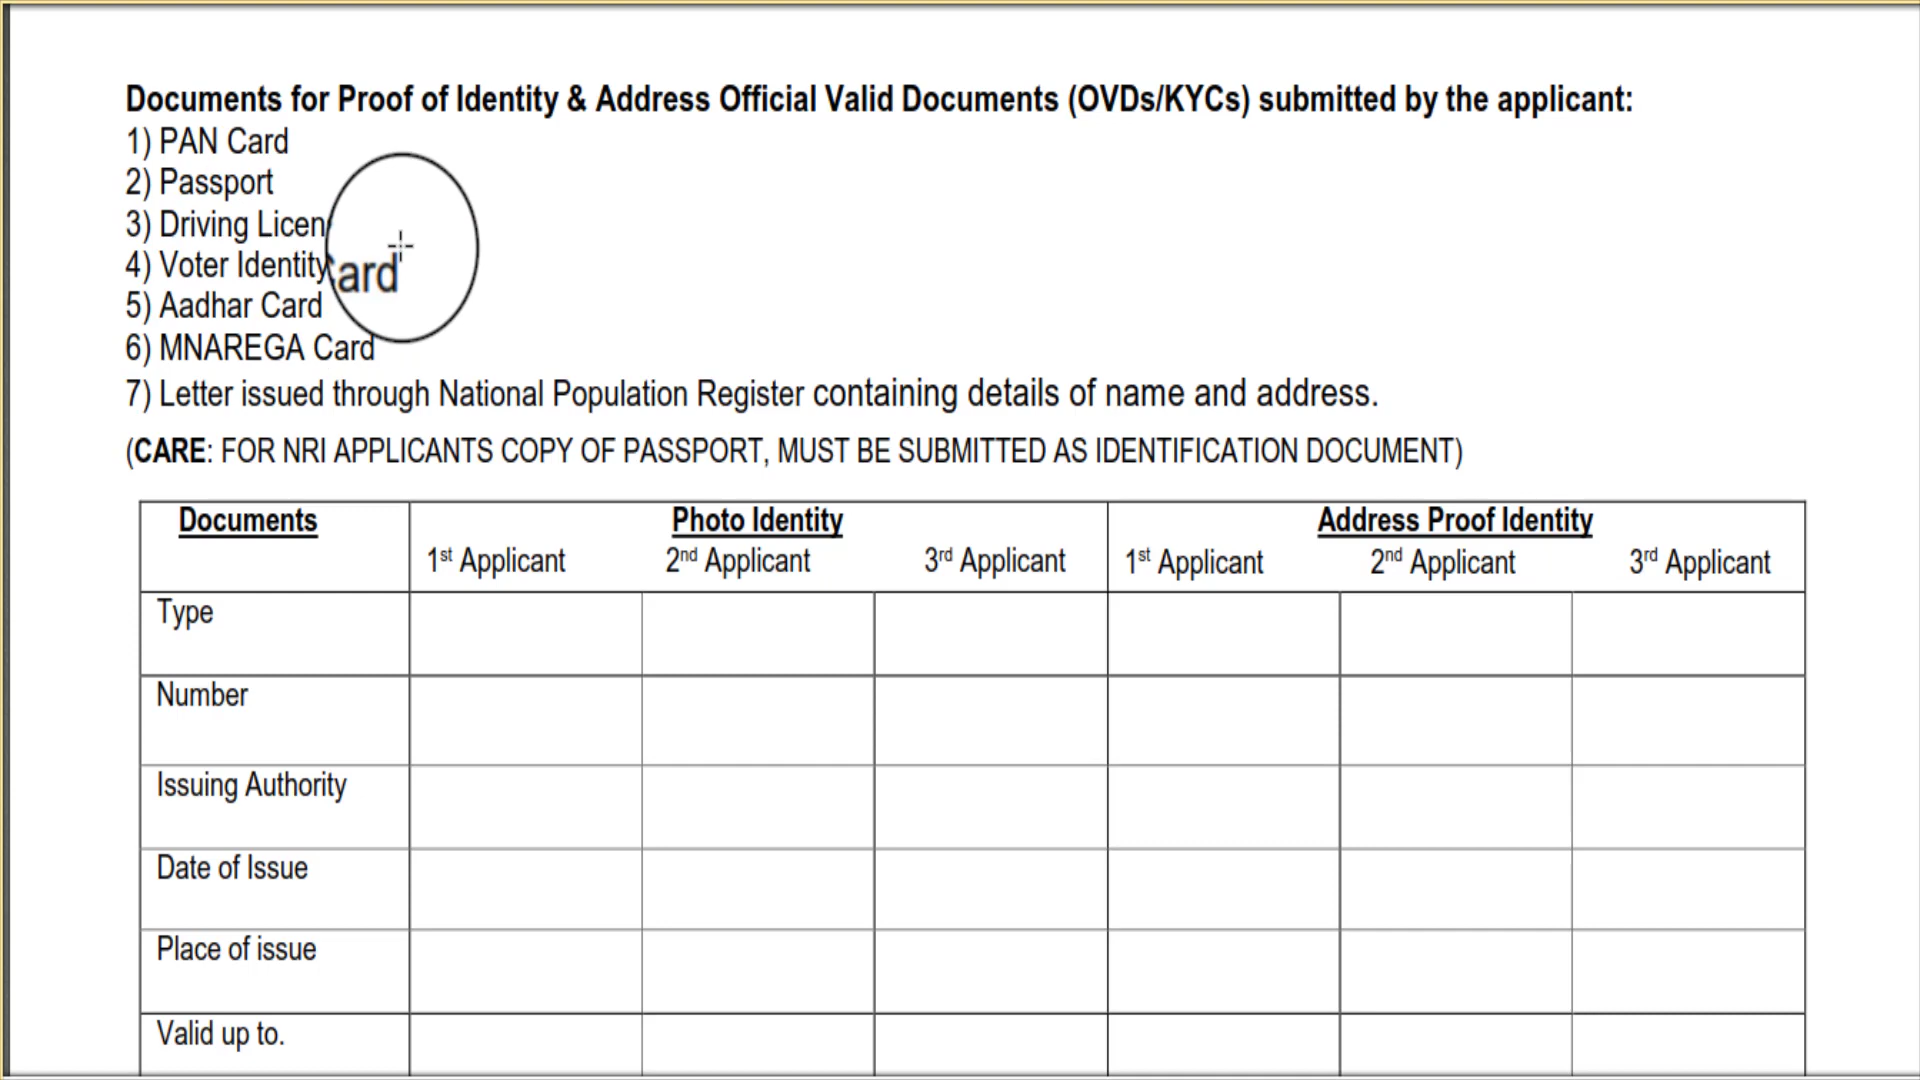 Documents for Proof of Identity & Address Official Valid Documents (OVDs/KYCs) submitted by the applicant:
1) PAN Card
2) Passport
3) Driving Licen
4) Voter Identity Card
5) Aadhar Card
6) MNAREGA Card
7) Letter issued through National Population Register containing details of name and address.
(CARE: FOR NRI APPLICANTS COPY OF PASSPORT, MUST BE SUBMITTED AS IDENTIFICATION DOCUMENT)
Documents Photo Identity Address Proof Identity
1st Applicant 2nd Applicant 3rd Applicant 1st Applicant 2nd Applicant 3rd Applicant
Type
Number
Issuing Authority
Date of Issue
Place of issue
Valid up to.